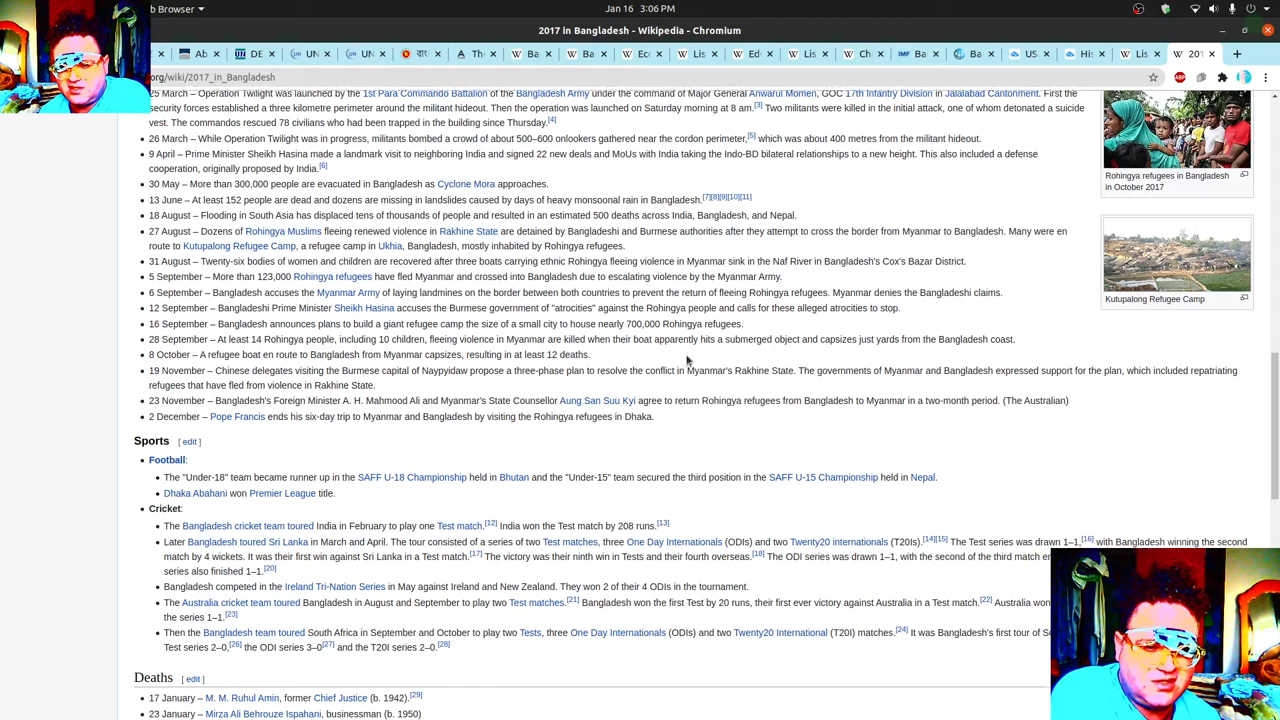 b Browser
Jan 16 3:06 PM
2017 in Bangladesh - Wikipedia - Chromium
Ab DE UN UN বাং Th Ba Ba Lis Ed Lis Ch IMF Ba Ba US His Lis 201
org/wiki/2017_in_Bangladesh
25 March – Operation Twilight was launched by the 1st Para Commando Battalion of the Bangladesh Army under the command of Major General Anwarul Momen, GOC 17th Infantry Division in Jalalabad Cantonment. First the
security forces established a three kilometre perimeter around the militant hideout. Then the operation was launched on Saturday morning at 8 am.[3] Two militants were killed in the initial attack, one of whom detonated a suicide
vest. The commandos rescued 78 civilians who had been trapped in the building since Thursday.[4]
26 March – While Operation Twilight was in progress, militants bombed a crowd of about 500–600 onlookers gathered near the cordon perimeter,[5] which was about 400 metres from the militant hideout.
9 April – Prime Minister Sheikh Hasina made a landmark visit to neighboring India and signed 22 new deals and MoUs with India taking the Indo-BD bilateral relationships to a new height. This also included a defense
cooperation, originally proposed by India.[6]
30 May – More than 300,000 people are evacuated in Bangladesh as Cyclone Mora approaches.
13 June – At least 152 people are dead and dozens are missing in landslides caused by days of heavy monsoonal rain in Bangladesh.[7][8][9][10][11]
18 August – Flooding in South Asia has displaced tens of thousands of people and resulted in an estimated 500 deaths across India, Bangladesh, and Nepal.
27 August – Dozens of Rohingya Muslims fleeing renewed violence in Rakhine State are detained by Bangladeshi and Burmese authorities after they attempt to cross the border from Myanmar to Bangladesh. Many were en
route to Kutupalong Refugee Camp, a refugee camp in Ukhia, Bangladesh, mostly inhabited by Rohingya refugees.
31 August – Twenty-six bodies of women and children are recovered after three boats carrying ethnic Rohingya fleeing violence in Myanmar sink in the Naf River in Bangladesh's Cox's Bazar District.
5 September – More than 123,000 Rohingya refugees have fled Myanmar and crossed into Bangladesh due to escalating violence by the Myanmar Army.
6 September – Bangladesh accuses the Myanmar Army of laying landmines on the border between both countries to prevent the return of fleeing Rohingya refugees. Myanmar denies the Bangladeshi claims.
12 September – Bangladeshi Prime Minister Sheikh Hasina accuses the Burmese government of "atrocities" against the Rohingya people and calls for these alleged atrocities to stop.
16 September – Bangladesh announces plans to build a giant refugee camp the size of a small city to house nearly 700,000 Rohingya refugees.
28 September – At least 14 Rohingya people, including 10 children, fleeing violence in Myanmar are killed when their boat apparently hits a submerged object and capsizes just yards from the Bangladesh coast.
8 October – A refugee boat en route to Bangladesh from Myanmar capsizes, resulting in at least 12 deaths.
19 November – Chinese delegates visiting the Burmese capital of Naypyidaw propose a three-phase plan to resolve the conflict in Myanmar's Rakhine State. The governments of Myanmar and Bangladesh expressed support for the plan, which included repatriating
refugees that have fled from violence in Rakhine State.
23 November – Bangladesh's Foreign Minister A. H. Mahmood Ali and Myanmar's State Counsellor Aung San Suu Kyi agree to return Rohingya refugees from Bangladesh to Myanmar in a two-month period. (The Australian)
2 December – Pope Francis ends his six-day trip to Myanmar and Bangladesh by visiting the Rohingya refugees in Dhaka.
Rohingya refugees in Bangladesh
in October 2017
Kutupalong Refugee Camp
Sports [ edit ]
Football:
The "Under-18" team became runner up in the SAFF U-18 Championship held in Bhutan and the "Under-15" team secured the third position in the SAFF U-15 Championship held in Nepal.
Dhaka Abahani won Premier League title.
Cricket:
The Bangladesh cricket team toured India in February to play one Test match.[12] India won the Test match by 208 runs.[13]
Later Bangladesh toured Sri Lanka in March and April. The tour consisted of a series of two Test matches, three One Day Internationals (ODIs) and two Twenty20 internationals (T20Is).[14][15] The Test series was drawn 1–1,[16] with Bangladesh winning the second
match by 4 wickets. It was their first win against Sri Lanka in a Test match.[17] The victory was their ninth win in Tests and their fourth overseas.[18] The ODI series was drawn 1–1, with the second of the third match en
series also finished 1–1.[20]
Bangladesh competed in the Ireland Tri-Nation Series in May against Ireland and New Zealand. They won 2 of their 4 ODIs in the tournament.
The Australia cricket team toured Bangladesh in August and September to play two Test matches.[21] Bangladesh won the first Test by 20 runs, their first ever victory against Australia in a Test match.[22] Australia won
the series 1–1.[23]
Then the Bangladesh team toured South Africa in September and October to play two Tests, three One Day Internationals (ODIs) and two Twenty20 International (T20I) matches.[24] It was Bangladesh's first tour of So
Test series 2–0,[26] the ODI series 3–0[27] and the T20I series 2–0.[28]
Deaths [ edit ]
17 January – M. M. Ruhul Amin, former Chief Justice (b. 1942).[29]
23 January – Mirza Ali Behrouze Ispahani, businessman (b. 1950)